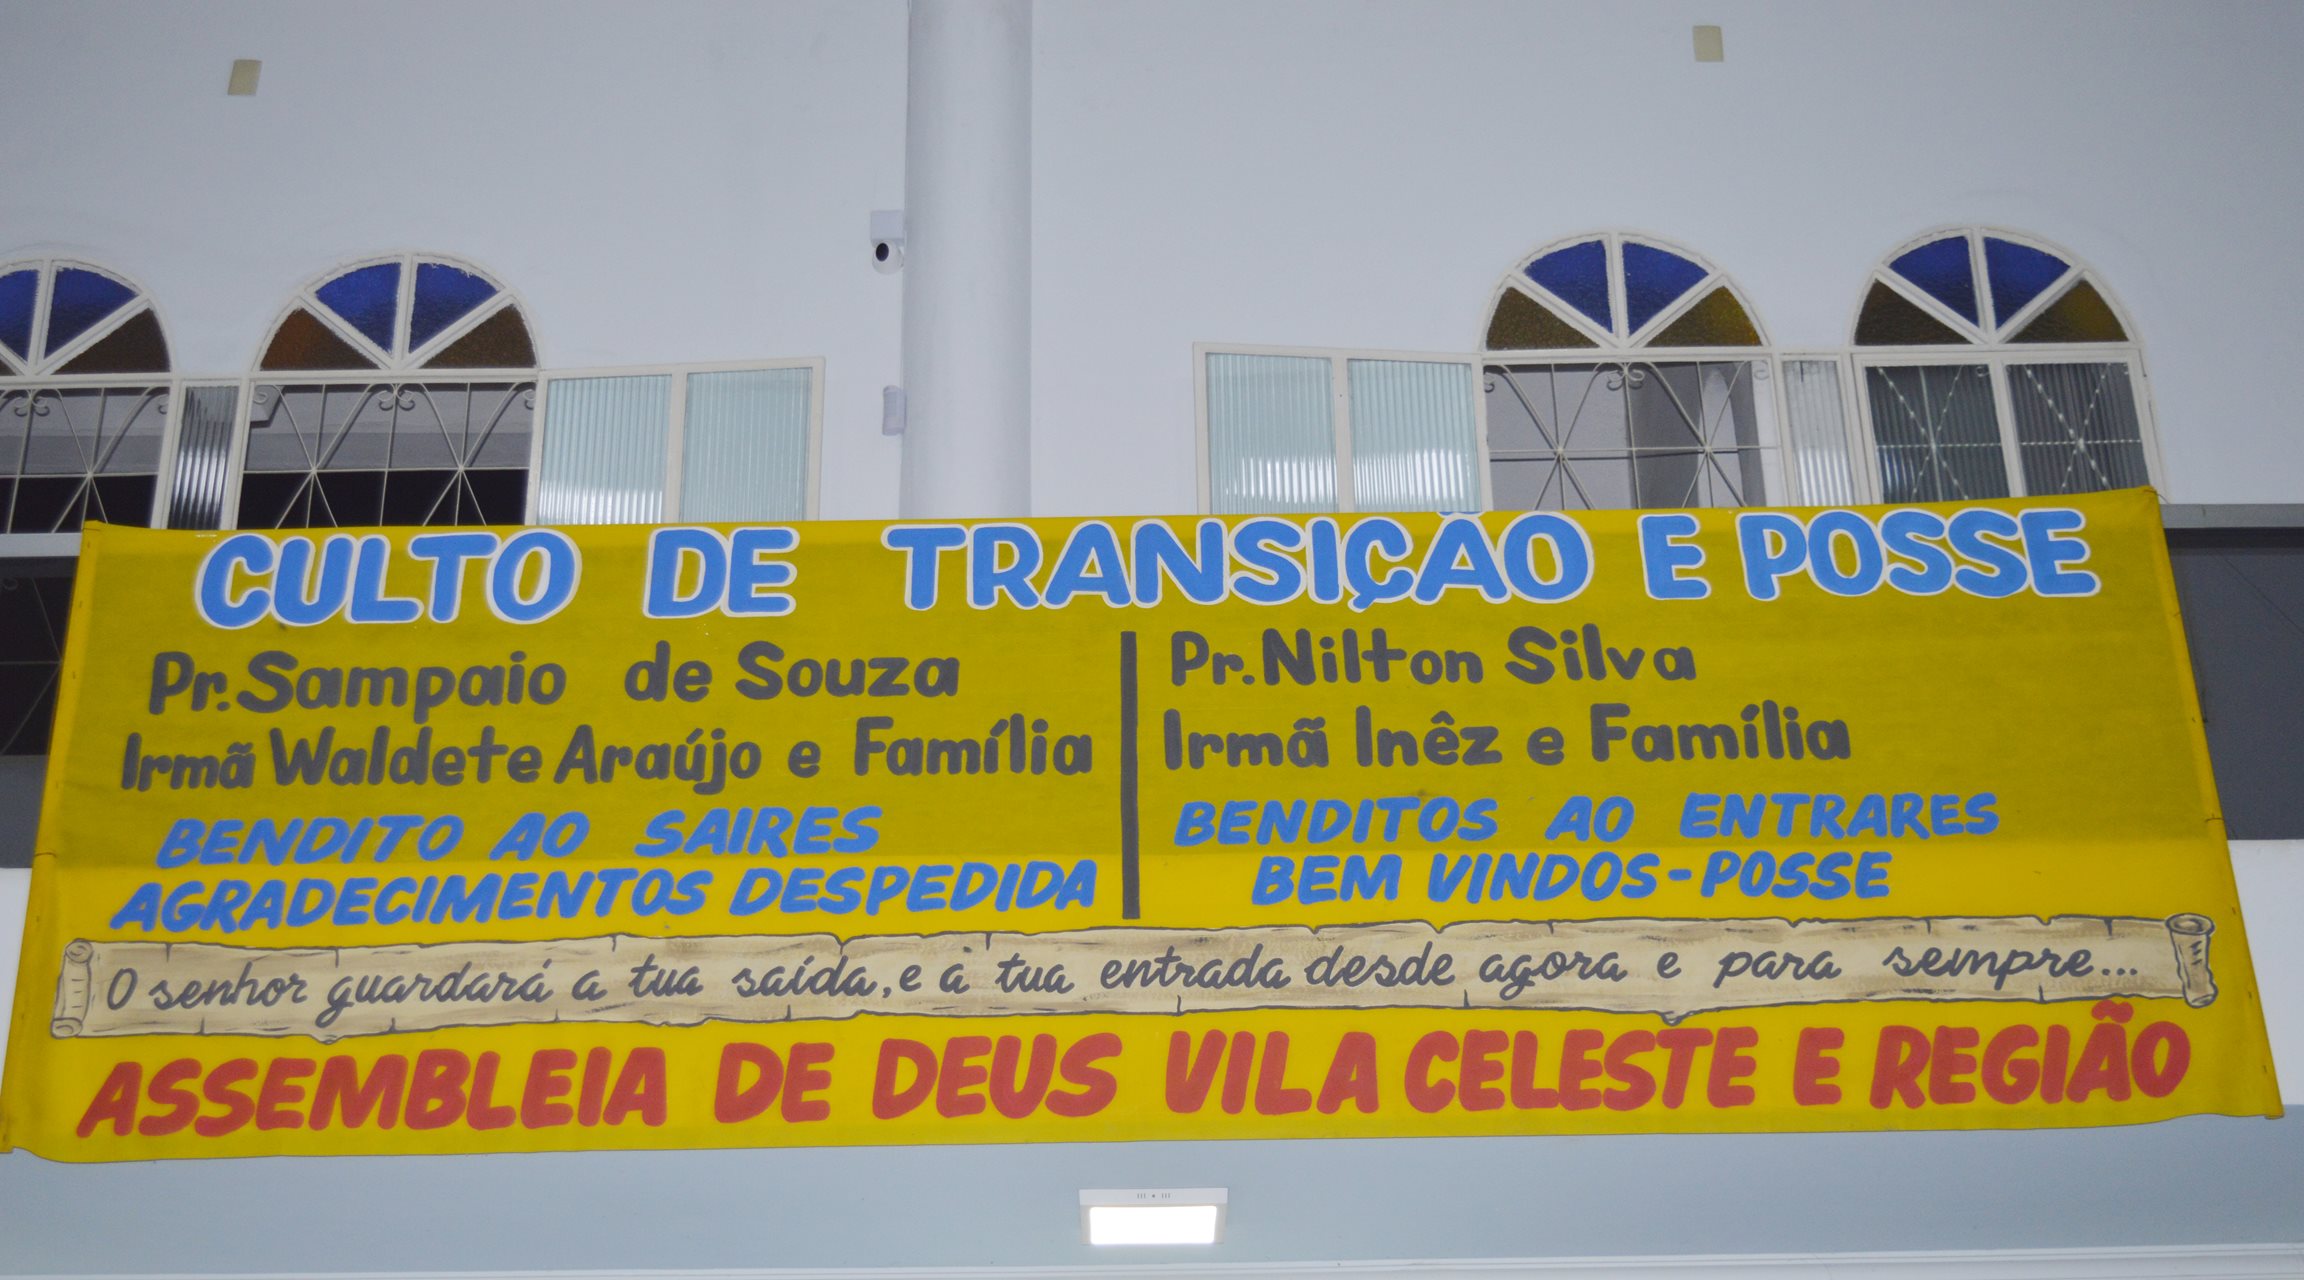 CULTO DE TRANSIÇÃO E POSSE
Pr. Sampaio de Souza
Irmã Waldete Araújo e Família
BENDITO AO SAIRES
AGRADECIMENTOS DESPEDIDA
Pr. Nilton Silva
Irmã Inêz e Família
BENDITOS AO ENTRARES
BEM VINDOS-POSSE
O senhor guardará a tua saída, e à tua entrada desde agora e para sempre...
ASSEMBLEIA DE DEUS VILA CELESTE E REGIÃO